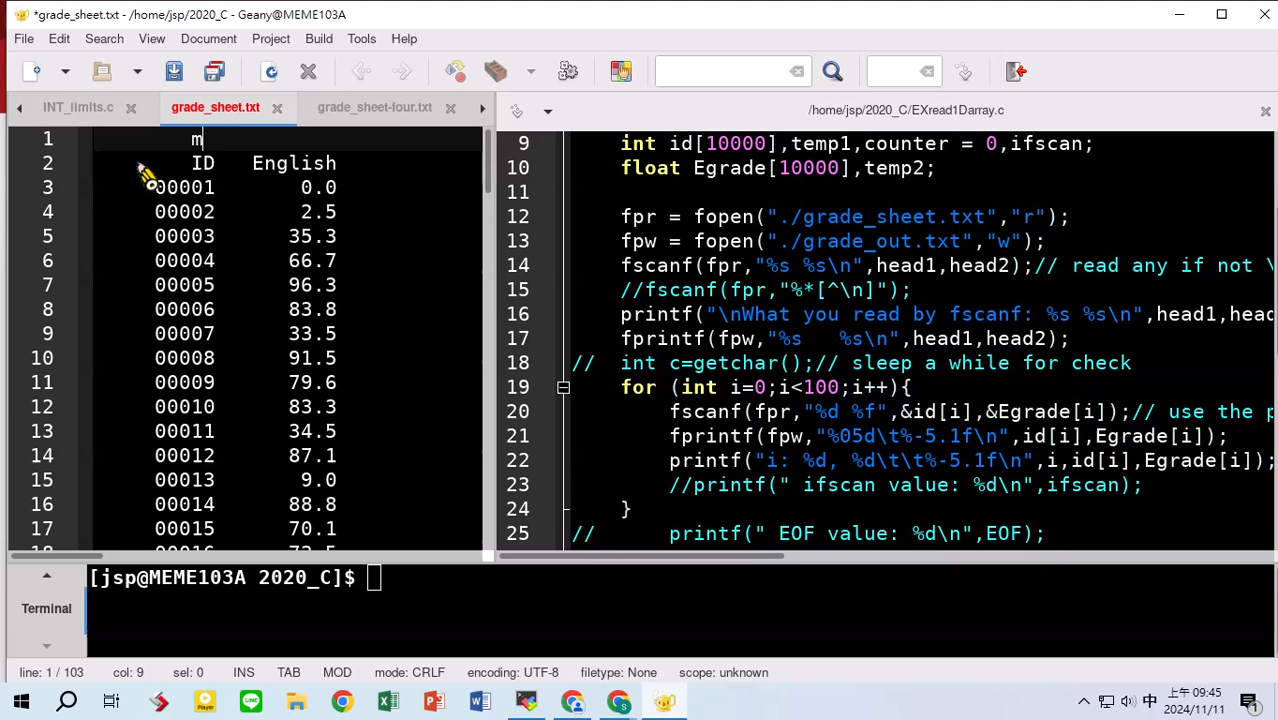 *grade_sheet.txt - /home/jsp/2020_C - Geany@MEME103A
File Edit Search View Document Project Build Tools Help
INT_limits.c grade_sheet.txt grade_sheet-four.txt
/home/jsp/2020_C/EXread1Darray.c
1 m
2 ID English
3 00001 0.0
4 00002 2.5
5 00003 35.3
6 00004 66.7
7 00005 96.3
8 00006 83.8
9 00007 33.5
10 00008 91.5
11 00009 79.6
12 00010 83.3
13 00011 34.5
14 00012 87.1
15 00013 9.0
16 00014 88.8
17 00015 70.1
9 int id[10000],temp1,counter = 0,ifscan;
10 float Egrade[10000],temp2;
11
12 fpr = fopen("./grade_sheet.txt","r");
13 fpw = fopen("./grade_out.txt","w");
14 fscanf(fpr,"%s %s\n",head1,head2);// read any if not \
15 //fscanf(fpr,"%*[^\n]");
16 printf("\nWhat you read by fscanf: %s %s\n",head1,head
17 fprintf(fpw,"%s   %s\n",head1,head2);
18 //  int c=getchar();// sleep a while for check
19 for (int i=0;i<100;i++){
20 fscanf(fpr,"%d %f",&id[i],&Egrade[i]);// use the p
21 fprintf(fpw,"%05d\t%-5.1f\n",id[i],Egrade[i]);
22 printf("i: %d, %d\t\t%-5.1f\n",i,id[i],Egrade[i]);
23 //printf(" ifscan value: %d\n",ifscan);
24 }
25 //      printf(" EOF value: %d\n",EOF);
[jsp@MEME103A 2020_C]$
Terminal
line: 1 / 103 col: 9 sel: 0 INS TAB MOD mode: CRLF encoding: UTF-8 filetype: None scope: unknown
中 上午 09:45
2024/11/11